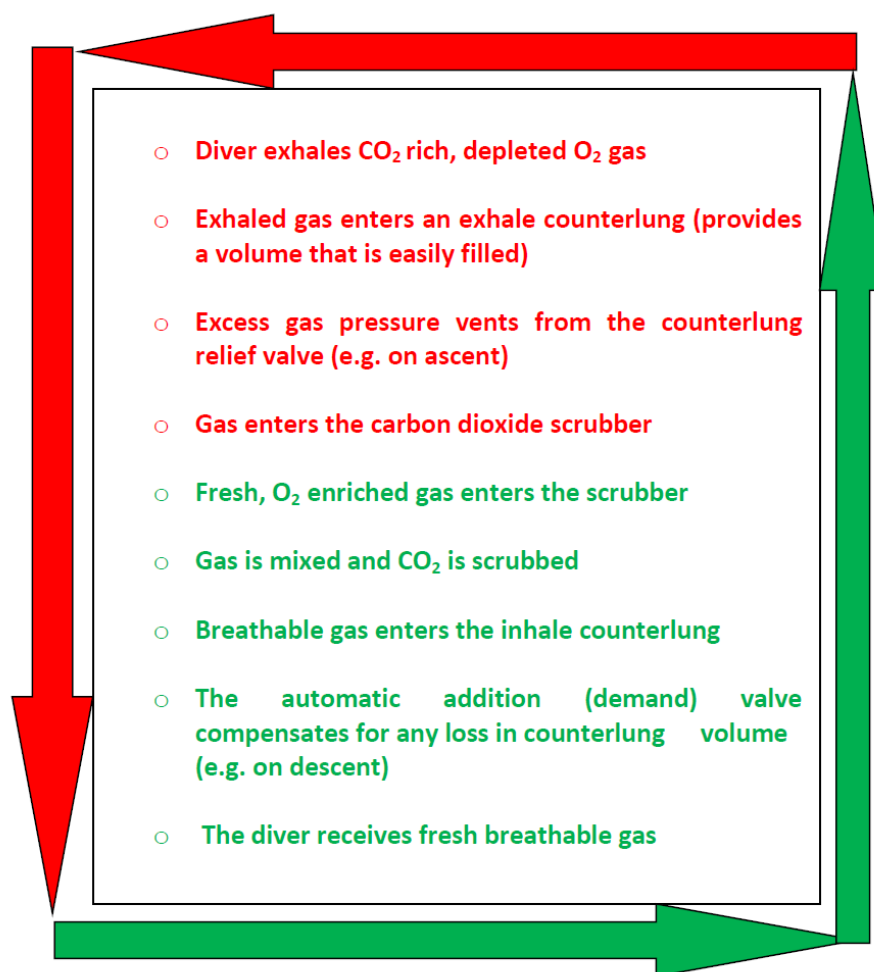 ○ Diver exhales CO₂ rich, depleted O₂ gas
○ Exhaled gas enters an exhale counterlung (provides
a volume that is easily filled)
○ Excess gas pressure vents from the counterlung
relief valve (e.g. on ascent)
○ Gas enters the carbon dioxide scrubber
○ Fresh, O₂ enriched gas enters the scrubber
○ Gas is mixed and CO₂ is scrubbed
○ Breathable gas enters the inhale counterlung
○ The automatic addition (demand) valve
compensates for any loss in counterlung volume
(e.g. on descent)
○ The diver receives fresh breathable gas